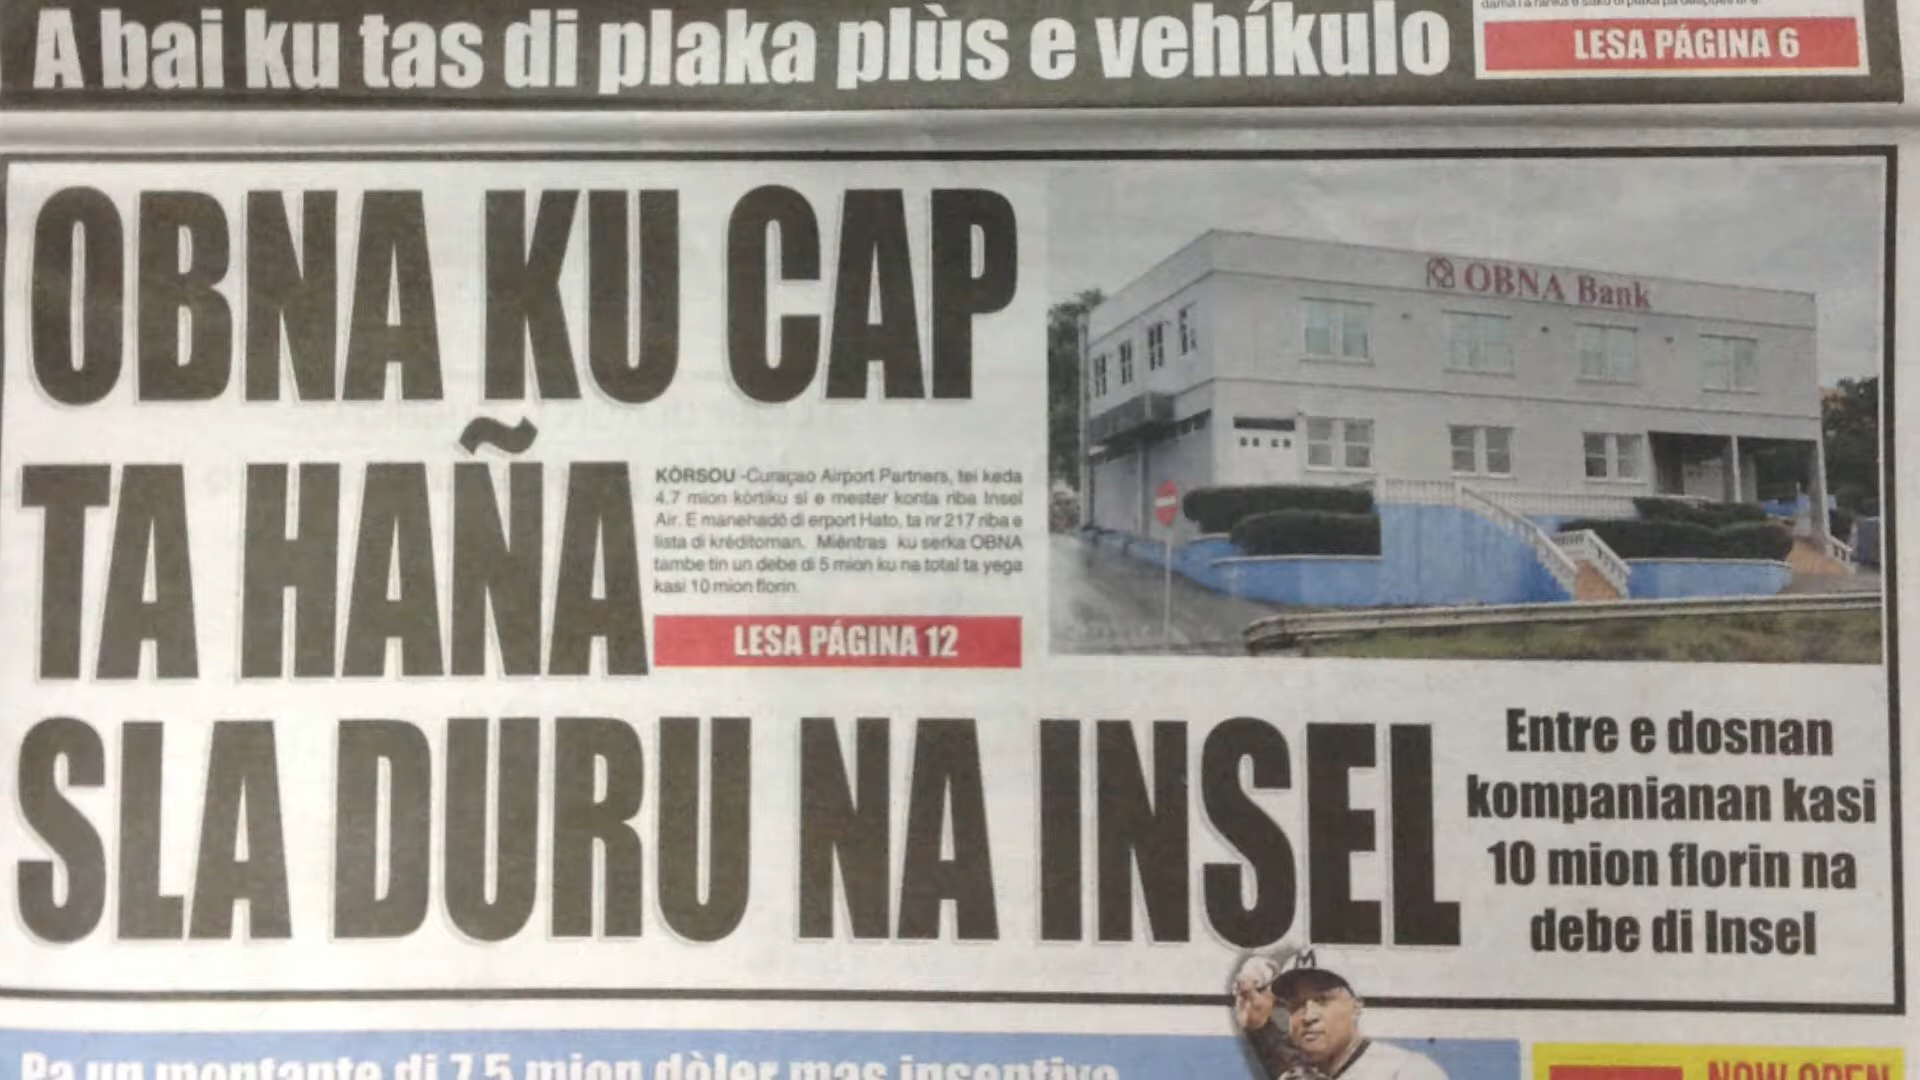 A bai ku tas di plaka plùs e vehíkulo
LESA PÁGINA 6
OBNA KU CAP
TA HAÑA
SLA DURU NA INSEL
KÒRSOU -Curaçao Airport Partners, tei keda
4.7 mion kòrtiku si e mester konta riba Insel
Air. E manehadó di erport Hato, ta nr 217 riba e
lista di kréditoman. Miéntras ku serka OBNA
tambe tin un debe di 5 mion ku na total ta yega
kasi 10 mion florin.
LESA PÁGINA 12
OBNA Bank
Entre e dosnan
kompanianan kasi
10 mion florin na
debe di Insel
M
Pa un montante di 7,5 mion dòler mas insentivo
NOW OPEN